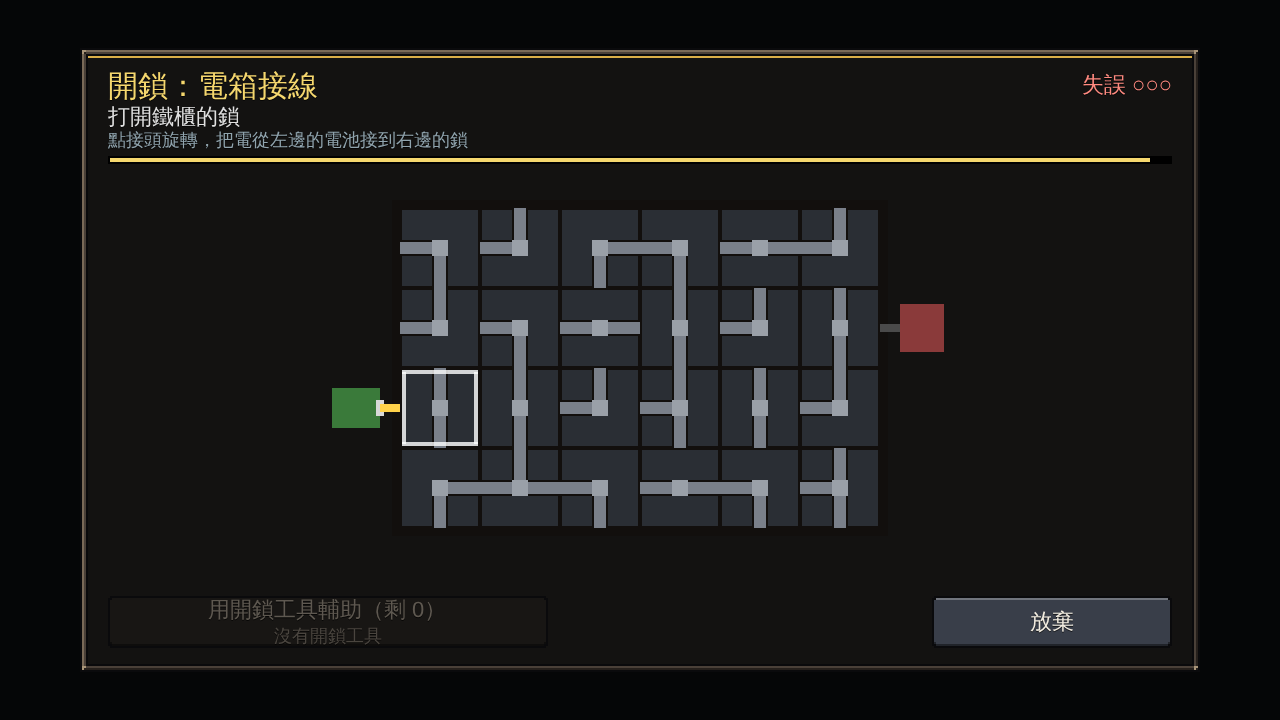 開鎖：電箱接線
失誤 ○○○
打開鐵櫃的鎖
點接頭旋轉，把電從左邊的電池接到右邊的鎖
用開鎖工具輔助（剩 0）
沒有開鎖工具
放棄